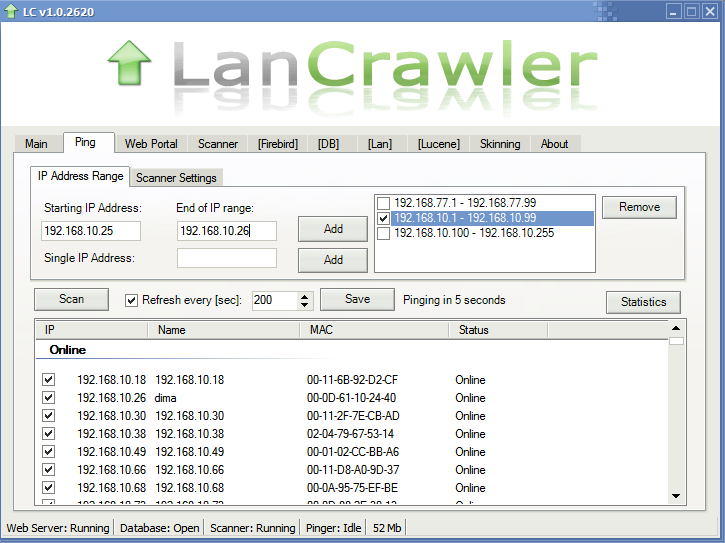 LC v1.0.2620
LanCrawler
Main Ping Web Portal Scanner [Firebird] [DB] [Lan] [Lucene] Skinning About
IP Address Range Scanner Settings
Starting IP Address: End of IP range:
192.168.10.25 192.168.10.26 Add
Single IP Address: Add
192.168.77.1 - 192.168.77.99
192.168.10.1 - 192.168.10.99
192.168.10.100 - 192.168.10.255
Remove
Scan Refresh every [sec]: 200 Save Pinging in 5 seconds Statistics
IP Name MAC Status
Online
192.168.10.18 192.168.10.18 00-11-6B-92-D2-CF Online
192.168.10.26 dima 00-0D-61-10-24-40 Online
192.168.10.30 192.168.10.30 00-11-2F-7E-CB-AD Online
192.168.10.38 192.168.10.38 02-04-79-67-53-14 Online
192.168.10.49 192.168.10.49 00-01-02-CC-BB-A6 Online
192.168.10.66 192.168.10.66 00-11-D8-A0-9D-37 Online
192.168.10.68 192.168.10.68 00-0A-95-75-EF-BE Online
Web Server: Running Database: Open Scanner: Running Pinger: Idle 52 Mb